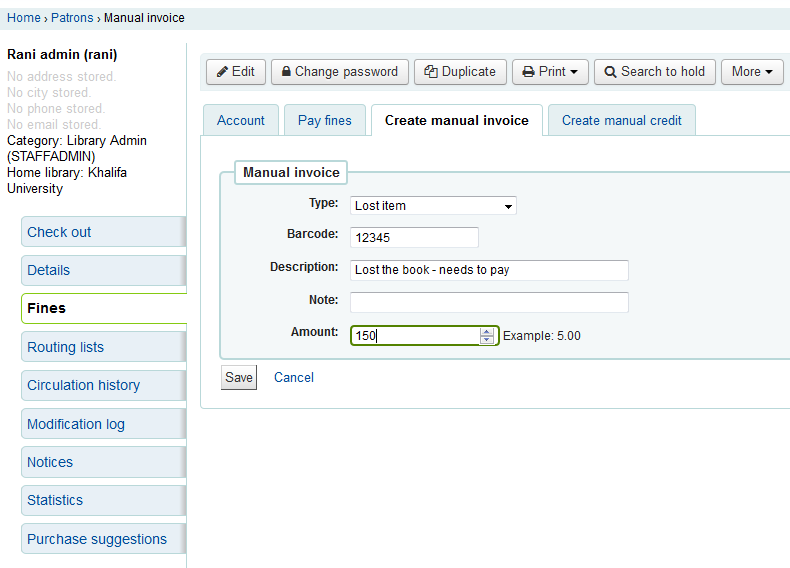 Home › Patrons › Manual invoice
Rani admin (rani)
No address stored.
No city stored.
No phone stored.
No email stored.
Category: Library Admin
(STAFFADMIN)
Home library: Khalifa
University
Check out
Details
Fines
Routing lists
Circulation history
Modification log
Notices
Statistics
Purchase suggestions
Edit Change password Duplicate Print Search to hold More
Account Pay fines Create manual invoice Create manual credit
Manual invoice
Type: Lost item
Barcode: 12345
Description: Lost the book - needs to pay
Note:
Amount: 150 Example: 5.00
Save Cancel